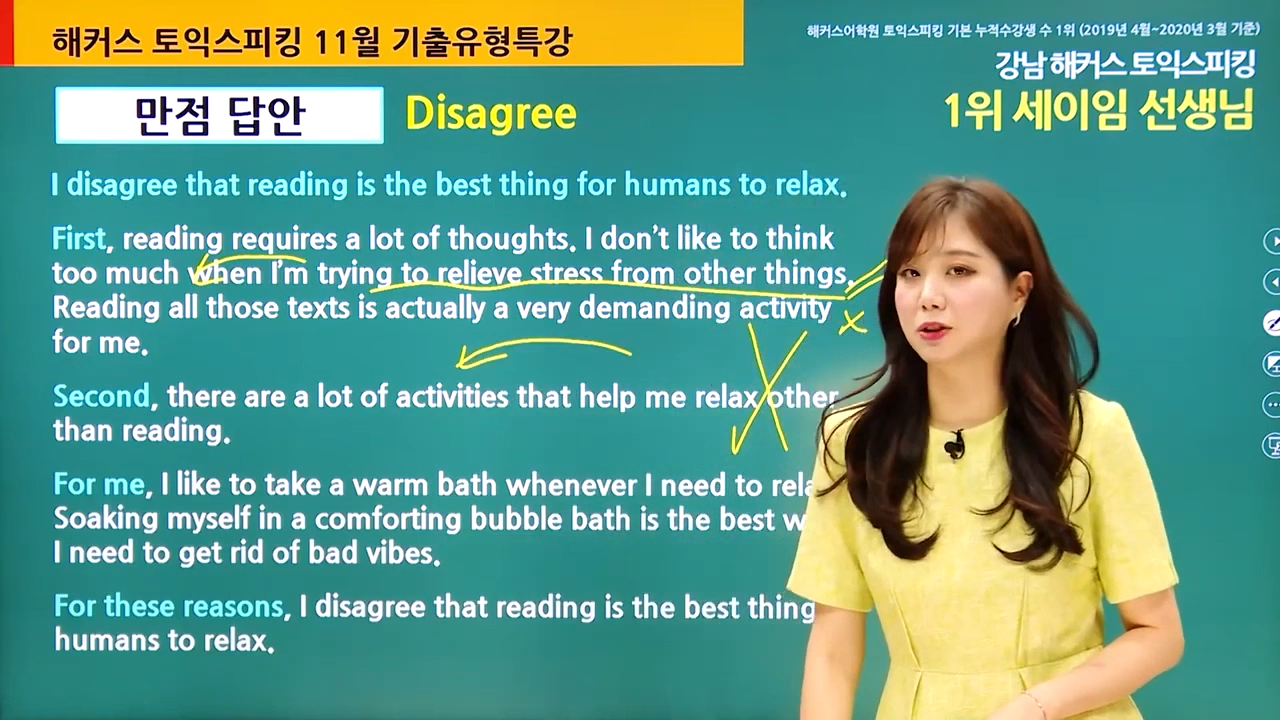 해커스 토익스피킹 11월 기출유형특강
해커스어학원 토익스피킹 기본 누적수강생 수 1위 (2019년 4월~2020년 3월 기준)
강남 해커스 토익스피킹
1위 세이임 선생님
만점 답안 Disagree
I disagree that reading is the best thing for humans to relax.
First, reading requires a lot of thoughts. I don't like to think
too much when I'm trying to relieve stress from other things.
Reading all those texts is actually a very demanding activity
for me.
Second, there are a lot of activities that help me relax other
than reading.
For me, I like to take a warm bath whenever I need to
Soaking myself in a comforting bubble bath is the best
I need to get rid of bad vibes.
For these reasons, I disagree that reading is the best thing
humans to relax.